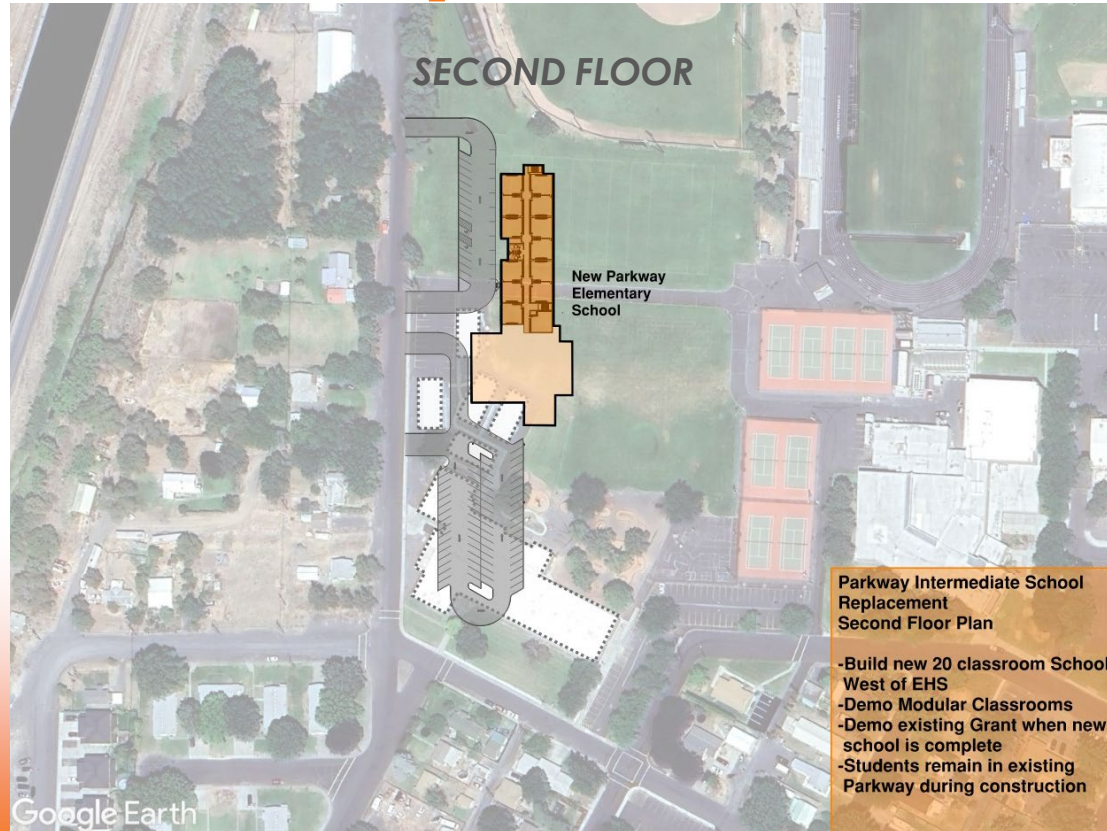 SECOND FLOOR
New Parkway
Elementary
School
Parkway Intermediate School
Replacement
Second Floor Plan
-Build new 20 classroom School
West of EHS
-Demo Modular Classrooms
-Demo existing Grant when new
school is complete
-Students remain in existing
Parkway during construction
Google Earth